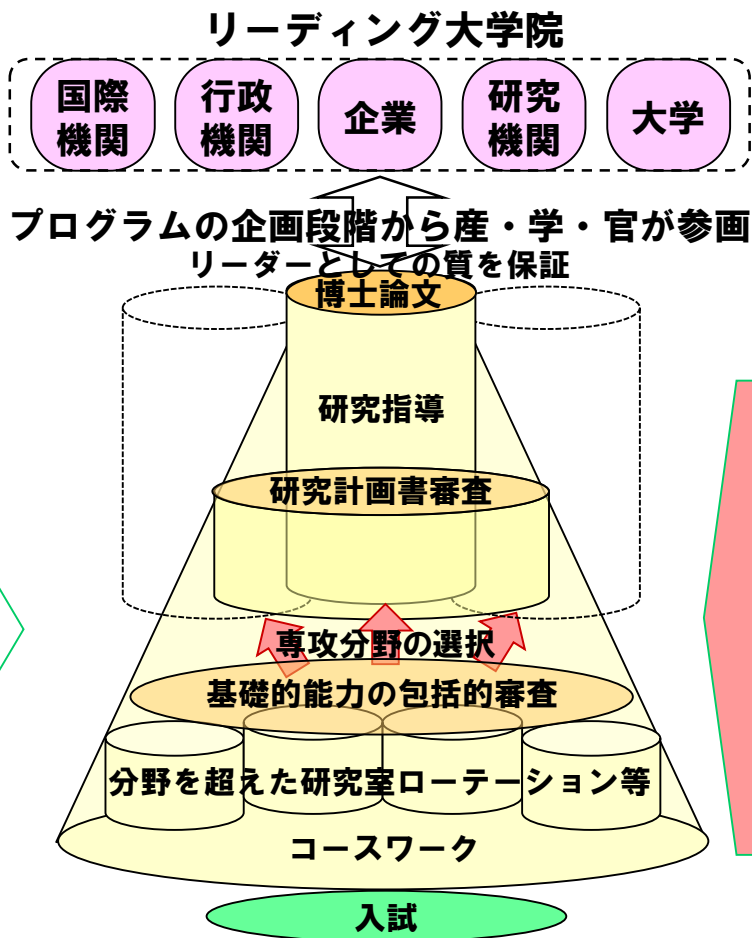 リーディング大学院
国際
機関
行政
機関
企業
研究
機関
大学
プログラムの企画段階から産・学・官が参画
リーダーとしての質を保証
博士論文
研究指導
研究計画書審査
専攻分野の選択
基礎的能力の包括的審査
分野を超えた研究室ローテーション等
コースワーク
入試